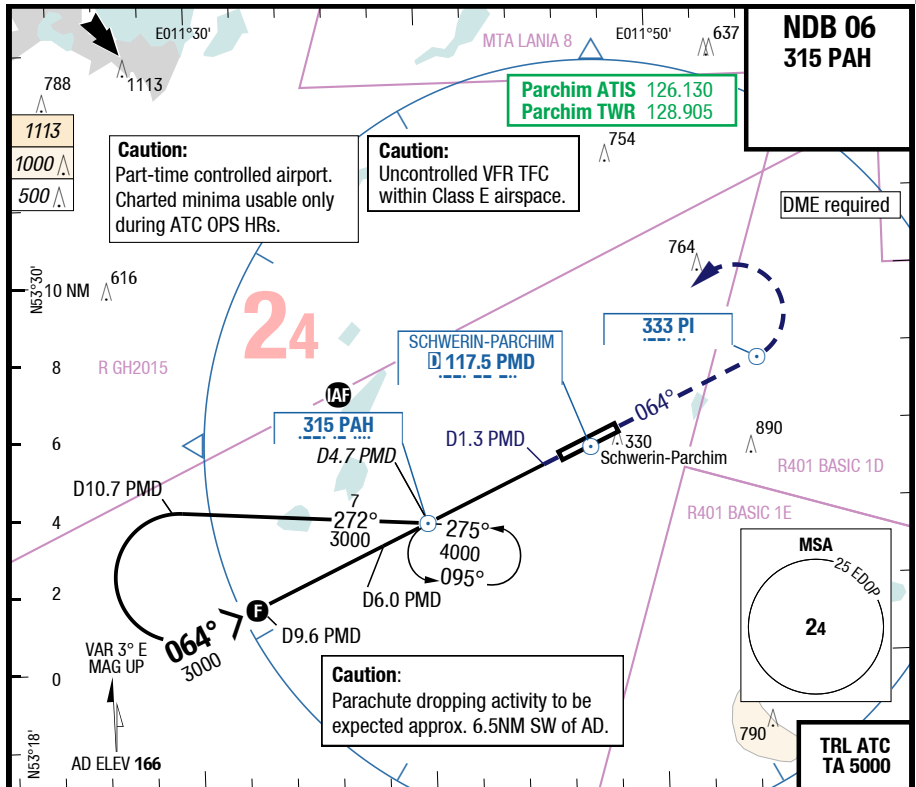 E011°30'
MTA LANIA 8
E011°50'
637
NDB 06
315 PAH
1113
788
Parchim ATIS 126.130
Parchim TWR 128.905
1113
1000
500
Caution:
Part-time controlled airport.
Charted minima usable only
during ATC OPS HRs.
Caution:
Uncontrolled VFR TFC
within Class E airspace.
754
DME required
764
N53°30'
10 NM
616
24
333 PI
SCHWERIN-PARCHIM
D 117.5 PMD
8
R GH2015
IAF
315 PAH
064°
D1.3 PMD
6
D4.7 PMD
330
Schwerin-Parchim
890
R401 BASIC 1D
D10.7 PMD
7
272°
3000
4
275°
4000
095°
R401 BASIC 1E
MSA
25 EDOP
24
2
D6.0 PMD
F
D9.6 PMD
064°
3000
VAR 3° E
MAG UP
0
Caution:
Parachute dropping activity to be
expected approx. 6.5NM SW of AD.
790
N53°18'
AD ELEV 166
TRL ATC
TA 5000